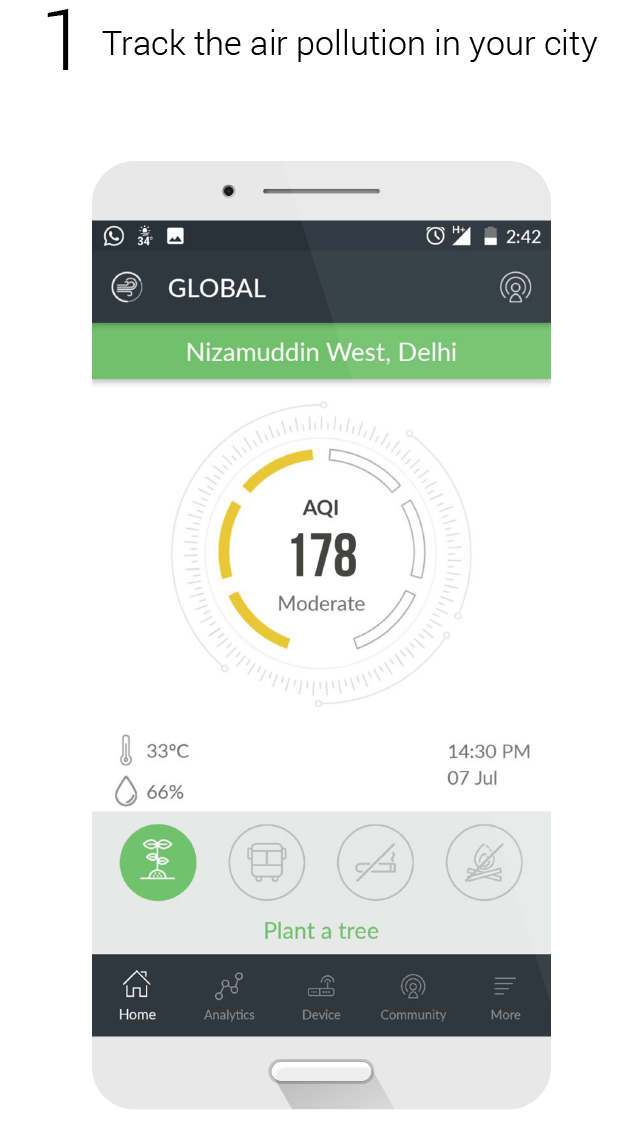 1 Track the air pollution in your city
34° H+ 2:42
GLOBAL
Nizamuddin West, Delhi
AQI
178
Moderate
33°C 14:30 PM
07 Jul
66%
Plant a tree
Home Analytics Device Community More